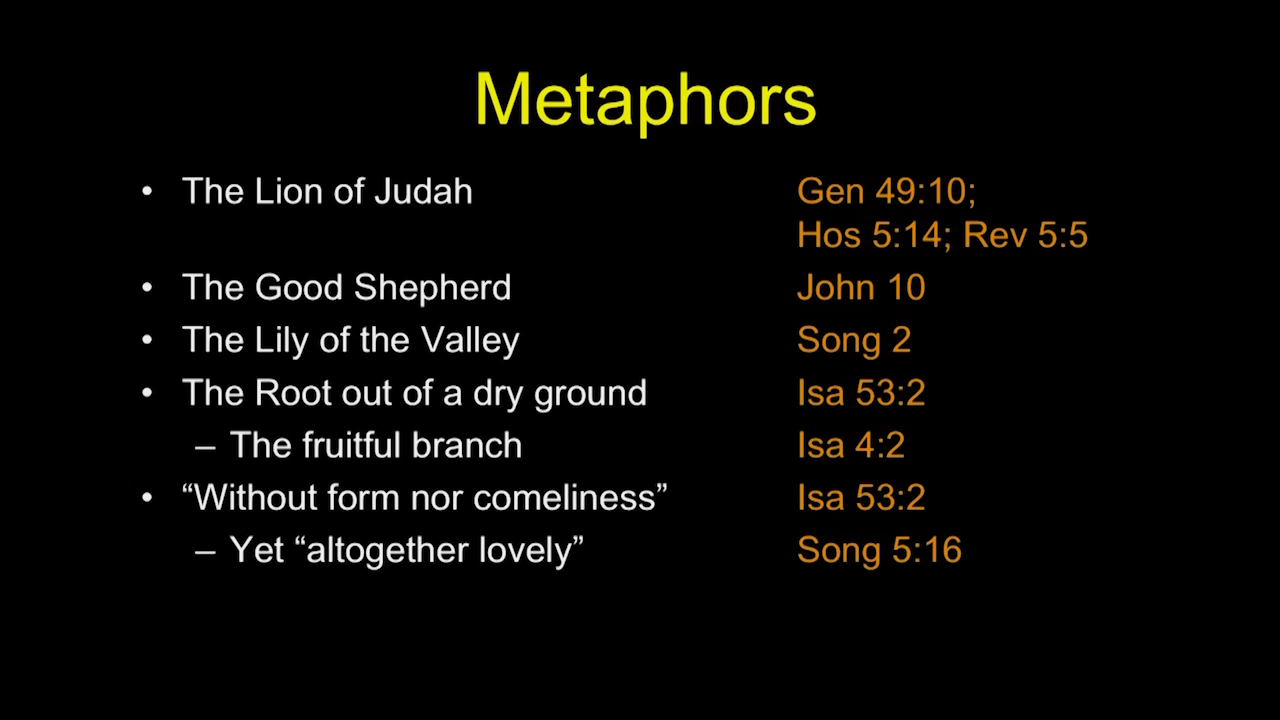 Metaphors
• The Lion of Judah Gen 49:10;
Hos 5:14; Rev 5:5
• The Good Shepherd John 10
• The Lily of the Valley Song 2
• The Root out of a dry ground Isa 53:2
– The fruitful branch Isa 4:2
• “Without form nor comeliness” Isa 53:2
– Yet “altogether lovely” Song 5:16